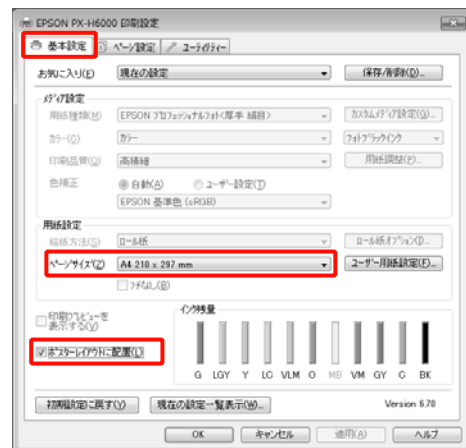 EPSON PX-H6000 印刷設定
基本設定 ページ設定 ユーティリティー
お気に入り(E) 現在の設定 保存/削除(D)...
メディア設定
用紙種類(M) EPSON プロフェッショナルフォト<厚手 絹目> カスタムメディア設定(G)...
カラー(C) カラー フォトブラックインク
印刷品質(Q) 高精細 用紙調整(P)...
色補正 自動(A) ユーザー設定(T)
EPSON 基準色 (sRGB)
用紙設定
給紙方法(S) ロール紙 ロール紙オプション(J)...
ページサイズ(Z) A4 210 x 297 mm ユーザー用紙設定(F)...
フチなし(B)
印刷プレビューを
表示する(V)
インク残量
ポスターレイアウトに配置(L)
G LGY Y LC VLM O MB VM GY C BK
初期設定に戻す(Y) 現在の設定一覧表示(W)... Version 6.70
OK キャンセル 適用(A) ヘルプ